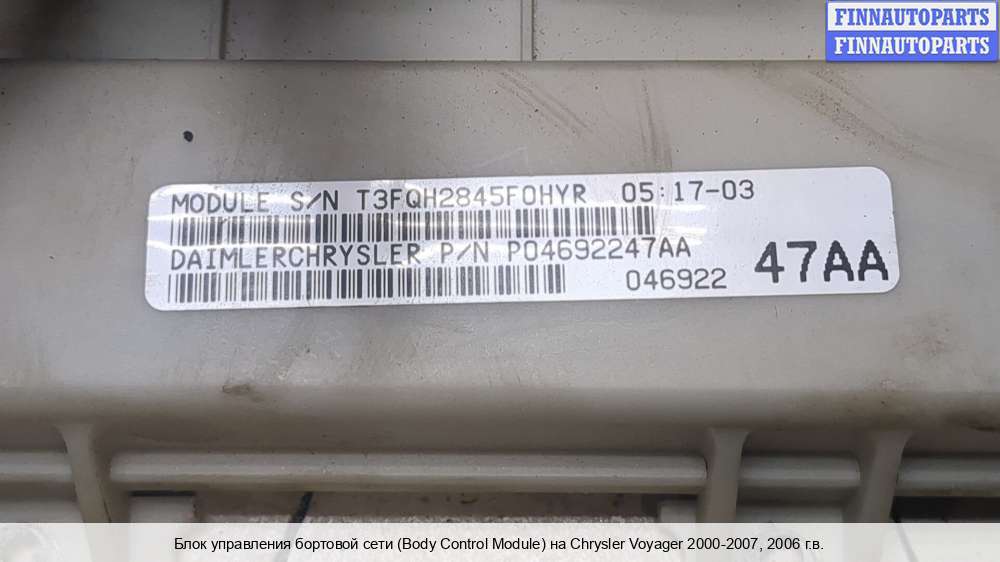 FINNAUTOPARTS
FINNAUTOPARTS
MODULE S/N T3FQH2845F0HYR 05:17-03
DAIMLERCHRYSLER P/N P04692247AA
046922 47AA
Блок управления бортовой сети (Body Control Module) на Chrysler Voyager 2000-2007, 2006 г.в.